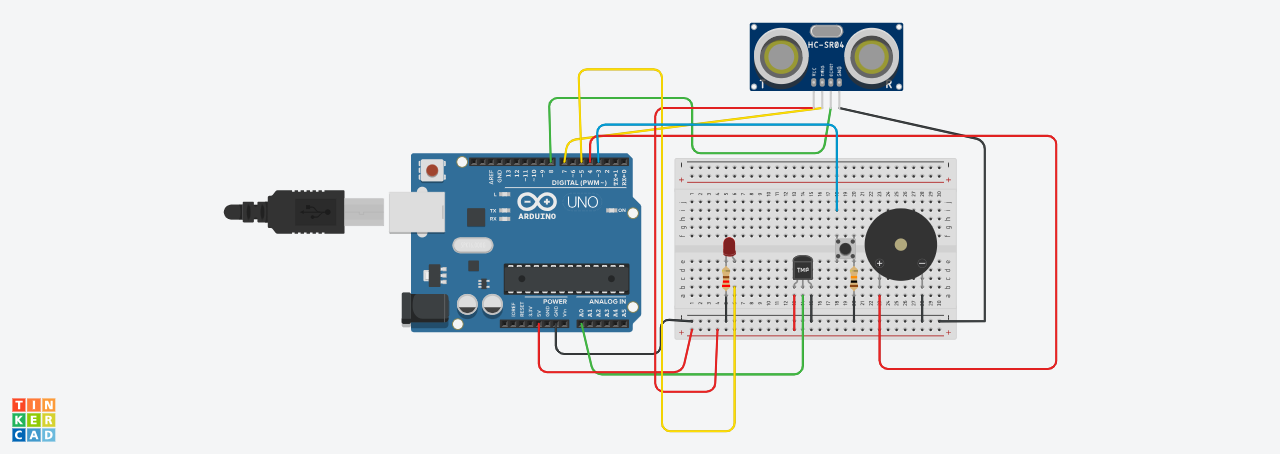 HC-SR04
VCC
TRIG
ECHO
GND
T
R
AREF
GND
13
12
~11
~10
~9
8
7
~6
~5
4
~3
2
TX→1
RX←0
DIGITAL (PWM~)
L
TX
RX
ARDUINO
UNO
ON
TMP
POWER
ANALOG IN
IOREF
RESET
3.3V
5V
GND
GND
Vin
A0
A1
A2
A3
A4
A5
TIN
KER
CAD